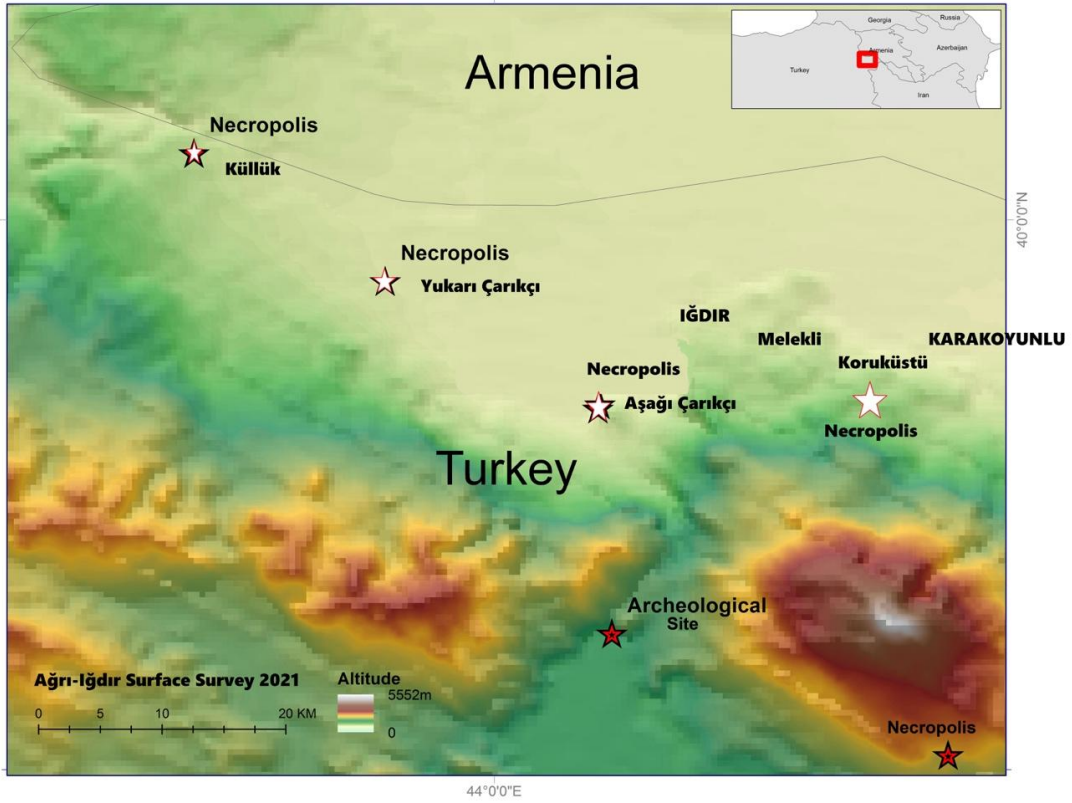 Georgia
Russia
Armenia
Azerbaijan
Turkey
Iran
Armenia
Necropolis
Küllük
40°0'0"N
Necropolis
Yukarı Çarıkçı
IĞDIR
Melekli
KARAKOYUNLU
Koruküstü
Necropolis
Necropolis
Aşağı Çarıkçı
Turkey
Archeological
Site
Ağrı-Iğdır Surface Survey 2021
0 5 10 20 KM
Altitude
5552m
0
Necropolis
44°0'0"E